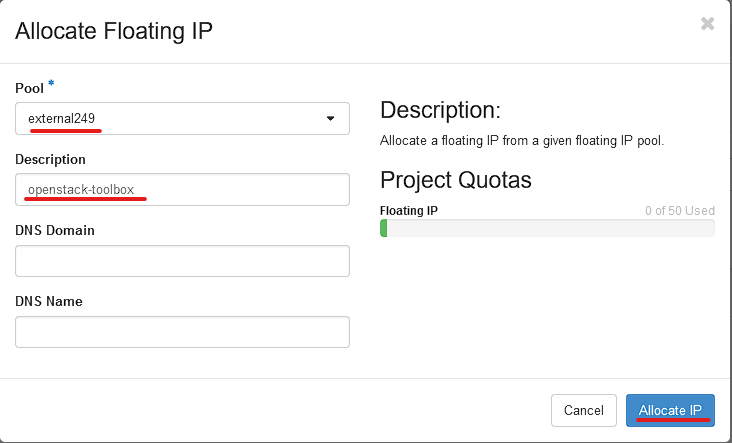 Allocate Floating IP
Pool *
external249
Description
openstack-toolbox
DNS Domain
DNS Name
Description:
Allocate a floating IP from a given floating IP pool.
Project Quotas
Floating IP 0 of 50 Used
Cancel
Allocate IP